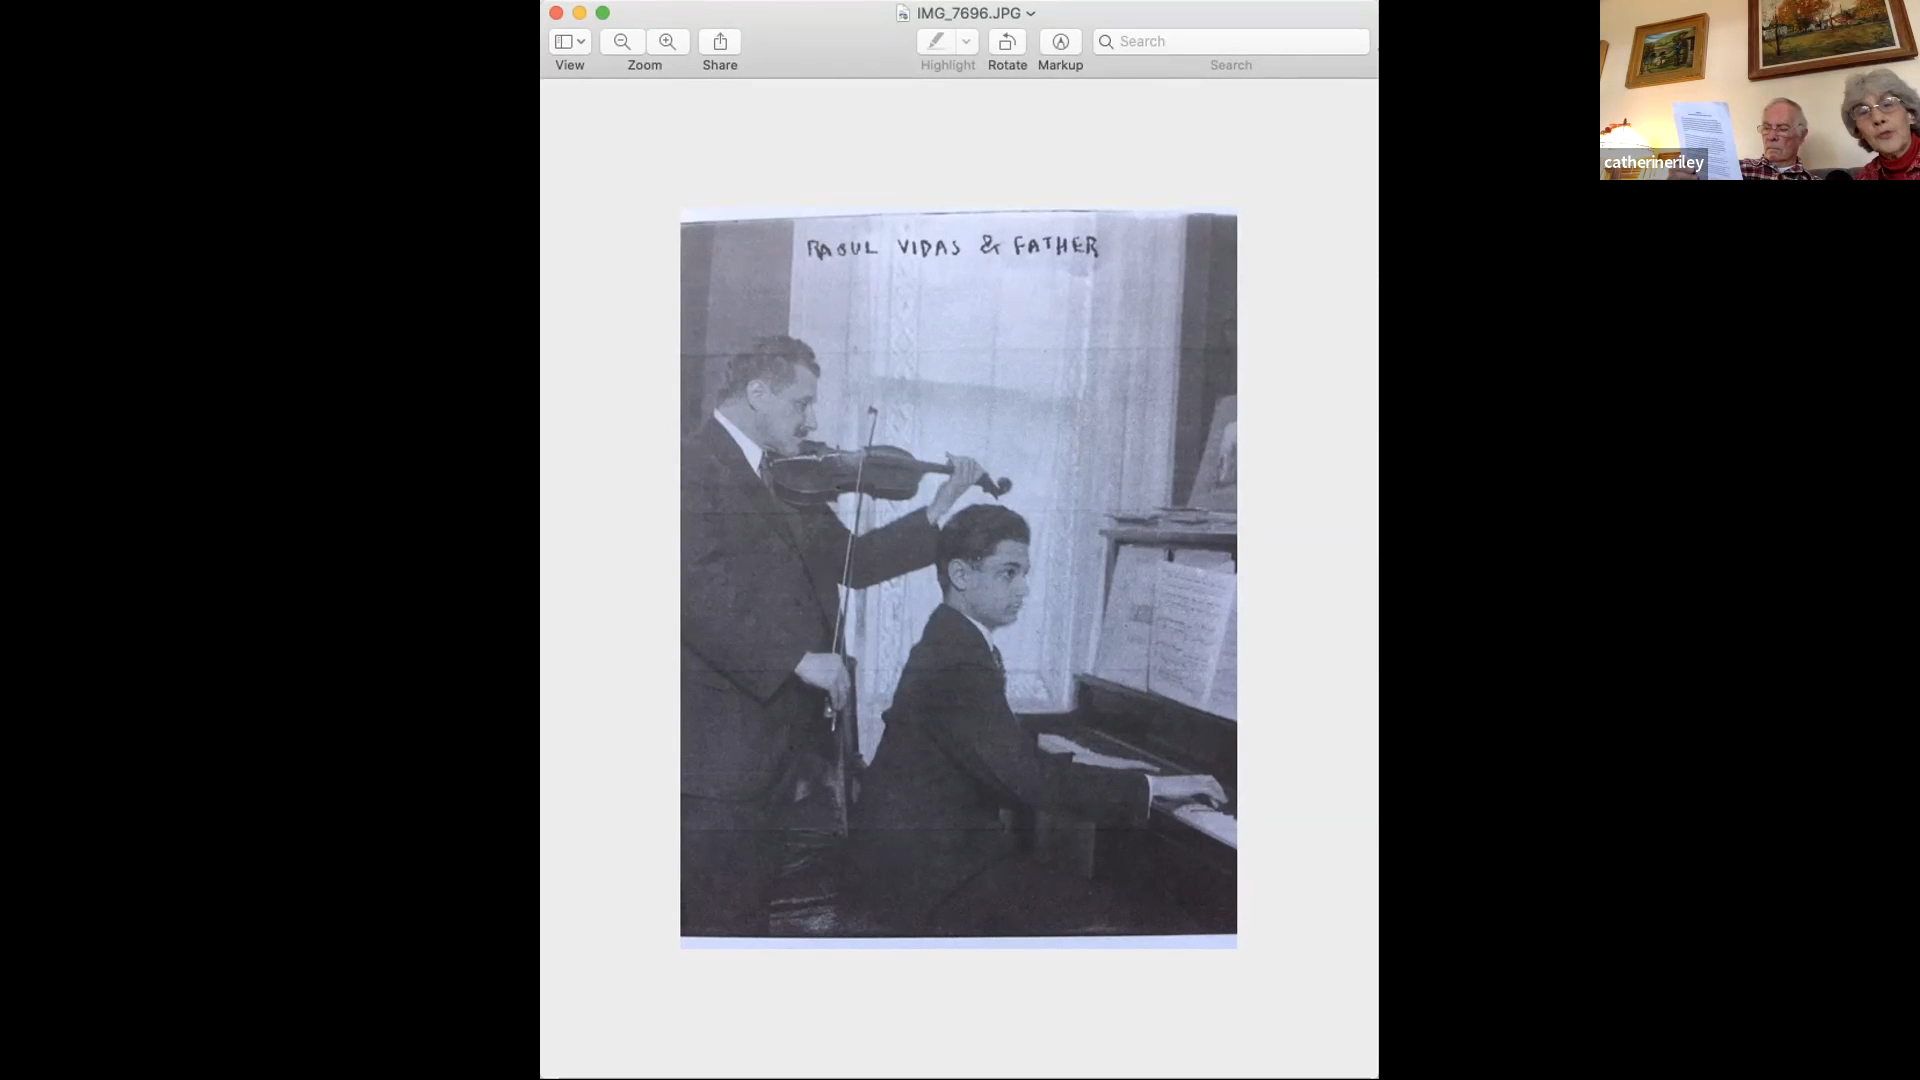 IMG_7696.JPG
View
Zoom
Share
Highlight
Rotate
Markup
Search
Search
RAOUL VIDAS & FATHER
catherineriley